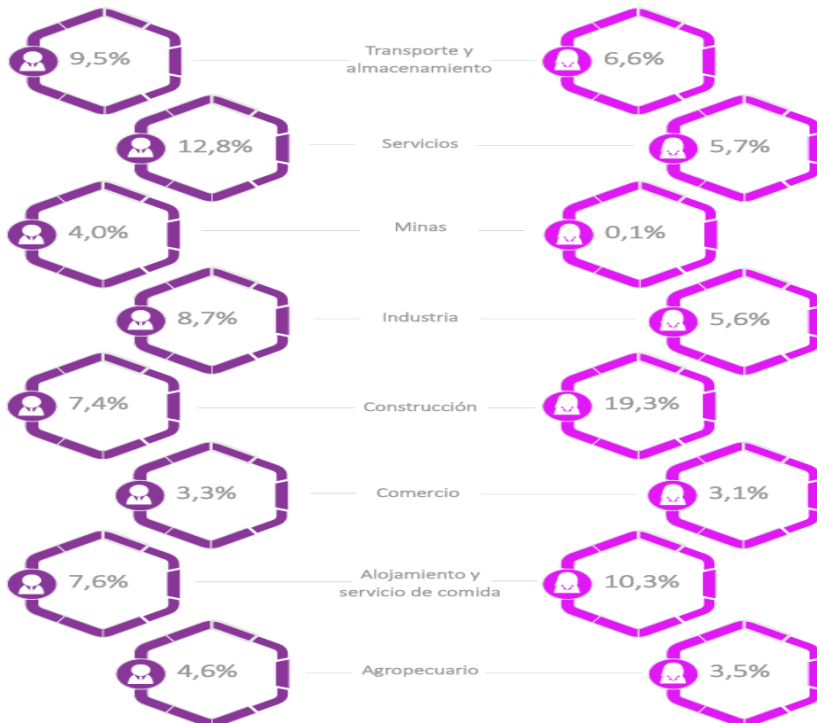 9,5%
Transporte y
almacenamiento
6,6%
12,8%
Servicios
5,7%
4,0%
Minas
0,1%
8,7%
Industria
5,6%
7,4%
Construcción
19,3%
3,3%
Comercio
3,1%
7,6%
Alojamiento y
servicio de comida
10,3%
4,6%
Agropecuario
3,5%